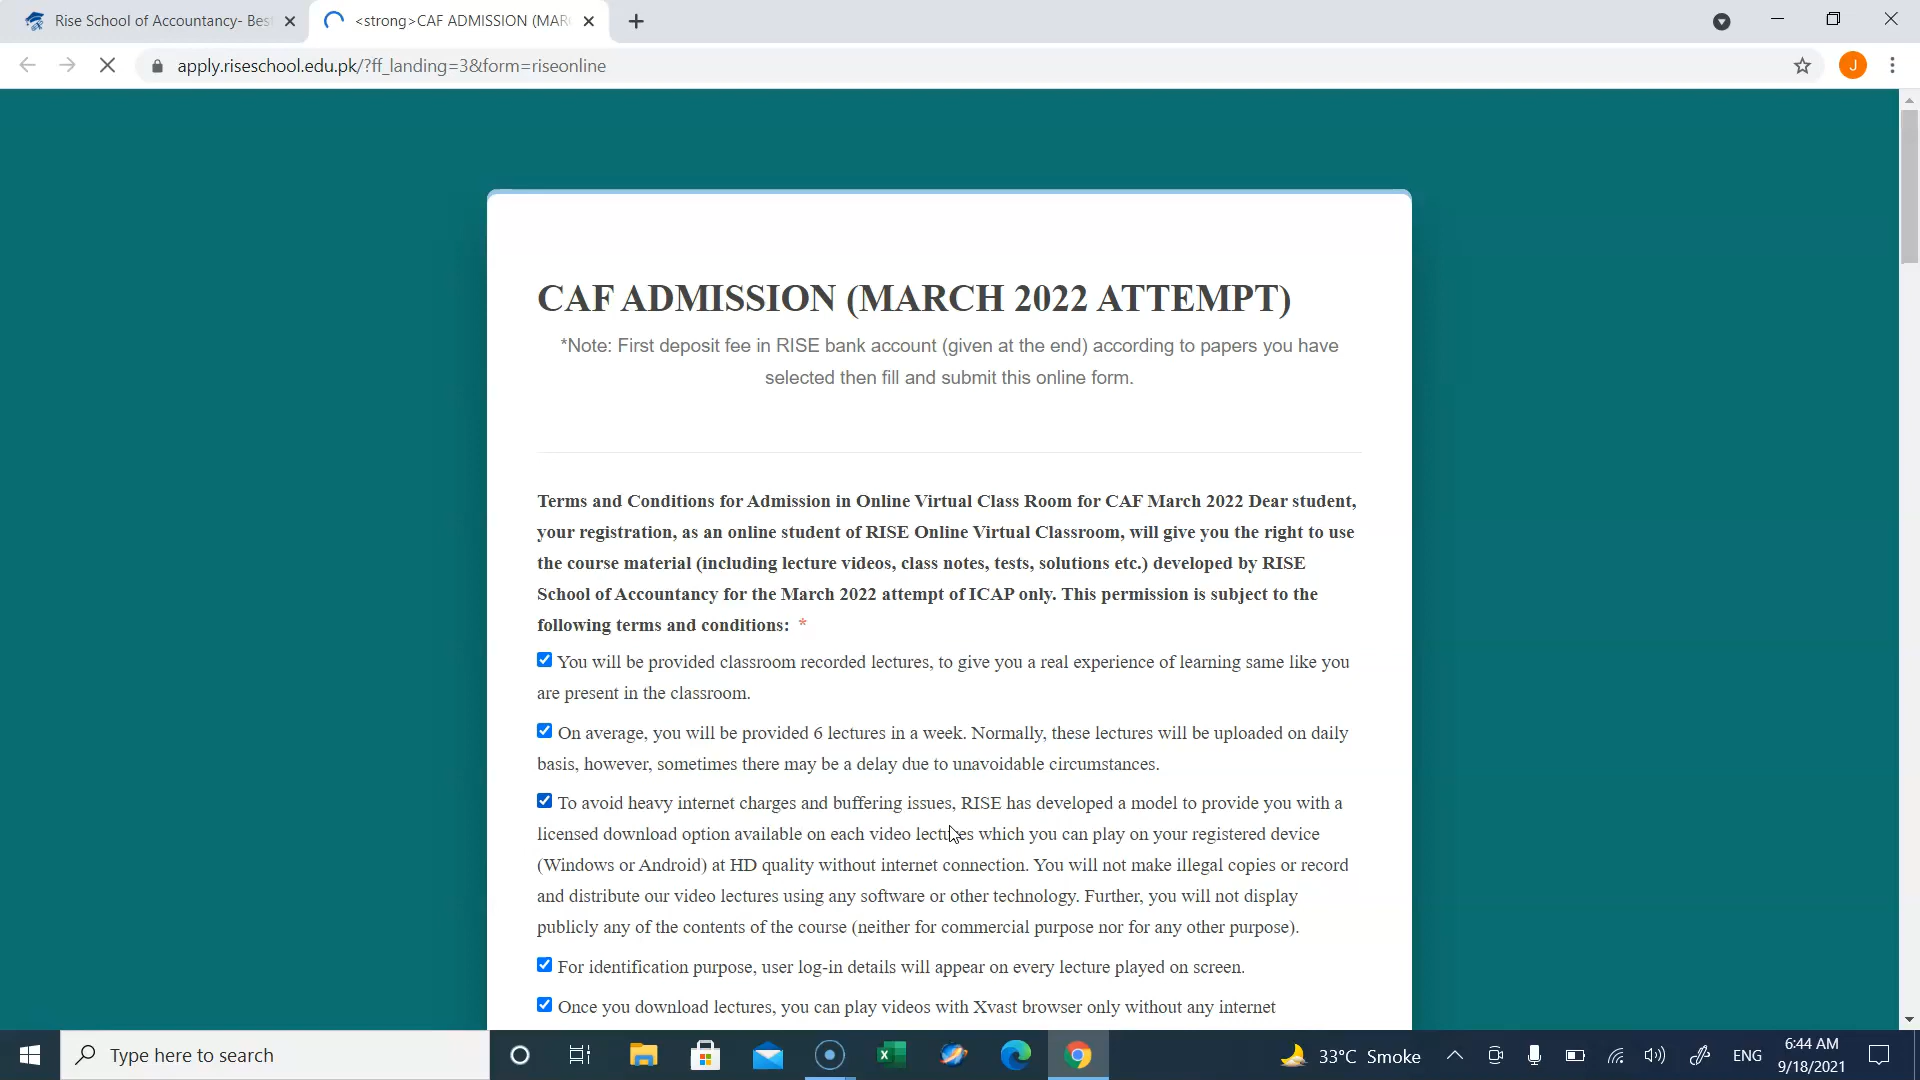 Rise School of Accountancy- Bes
<strong>CAF ADMISSION (MAR
apply.riseschool.edu.pk/?ff_landing=3&form=riseonline
J
CAF ADMISSION (MARCH 2022 ATTEMPT)
*Note: First deposit fee in RISE bank account (given at the end) according to papers you have
selected then fill and submit this online form.
Terms and Conditions for Admission in Online Virtual Class Room for CAF March 2022 Dear student,
your registration, as an online student of RISE Online Virtual Classroom, will give you the right to use
the course material (including lecture videos, class notes, tests, solutions etc.) developed by RISE
School of Accountancy for the March 2022 attempt of ICAP only. This permission is subject to the
following terms and conditions: *
You will be provided classroom recorded lectures, to give you a real experience of learning same like you
are present in the classroom.
On average, you will be provided 6 lectures in a week. Normally, these lectures will be uploaded on daily
basis, however, sometimes there may be a delay due to unavoidable circumstances.
To avoid heavy internet charges and buffering issues, RISE has developed a model to provide you with a
licensed download option available on each video lectures which you can play on your registered device
(Windows or Android) at HD quality without internet connection. You will not make illegal copies or record
and distribute our video lectures using any software or other technology. Further, you will not display
publicly any of the contents of the course (neither for commercial purpose nor for any other purpose).
For identification purpose, user log-in details will appear on every lecture played on screen.
Once you download lectures, you can play videos with Xvast browser only without any internet
Type here to search
33°C Smoke
ENG
6:44 AM
9/18/2021